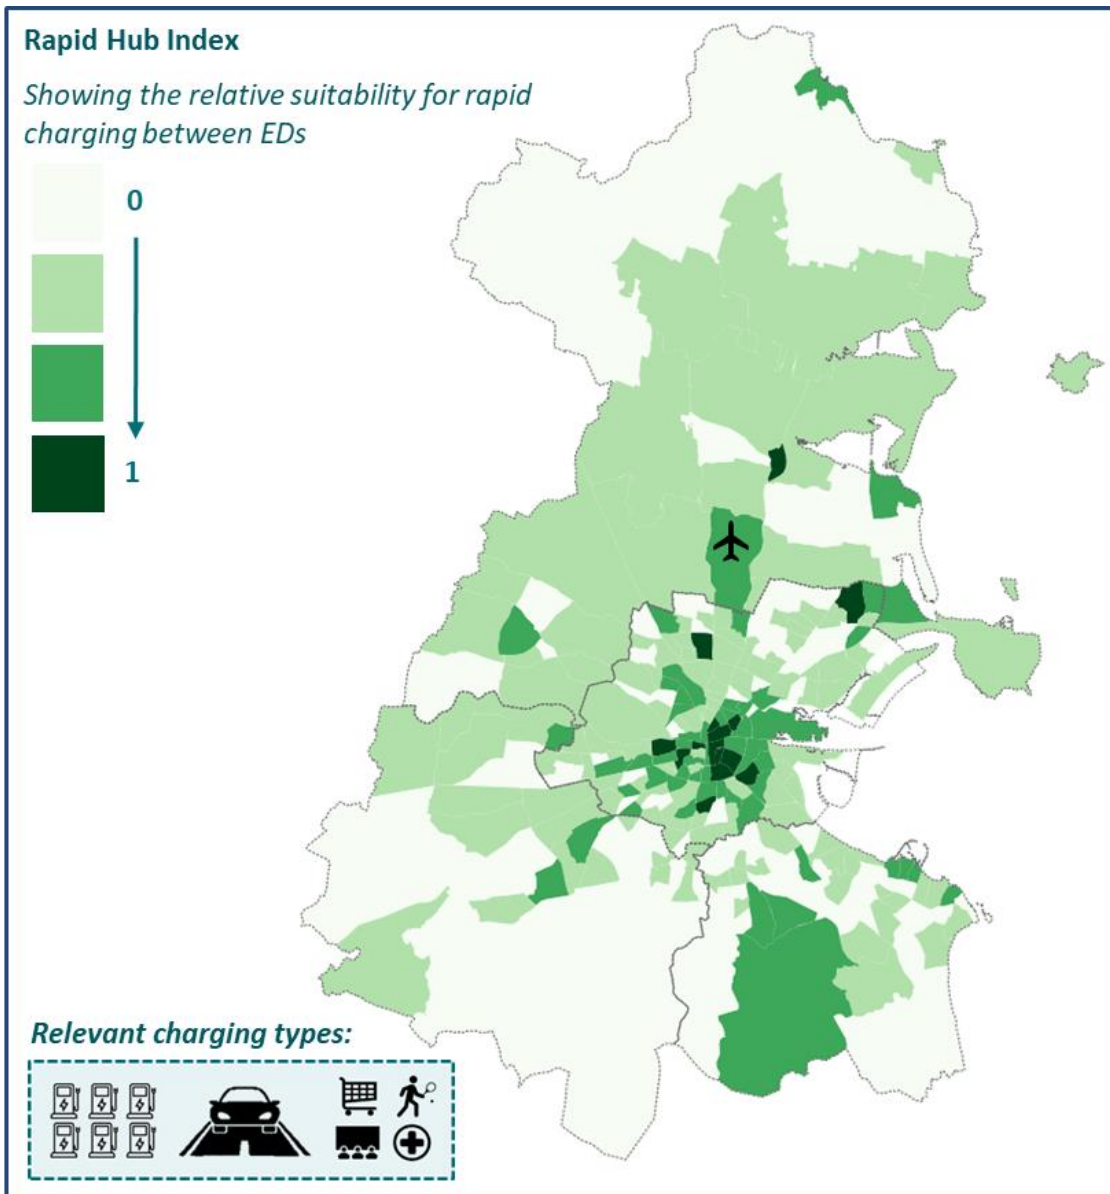 Rapid Hub Index
Showing the relative suitability for rapid
charging between EDs
0
1
Relevant charging types: